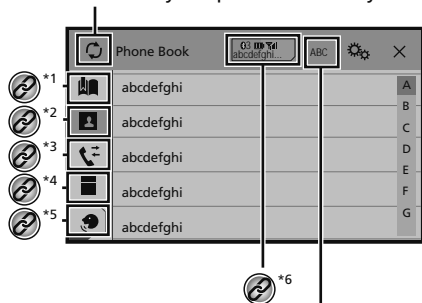 Phone Book
abcdefghi...
ABC
*1
abcdefghi
A
B
*2
abcdefghi
C
*3
abcdefghi
D
E
*4
abcdefghi
F
*5
abcdefghi
G
*6